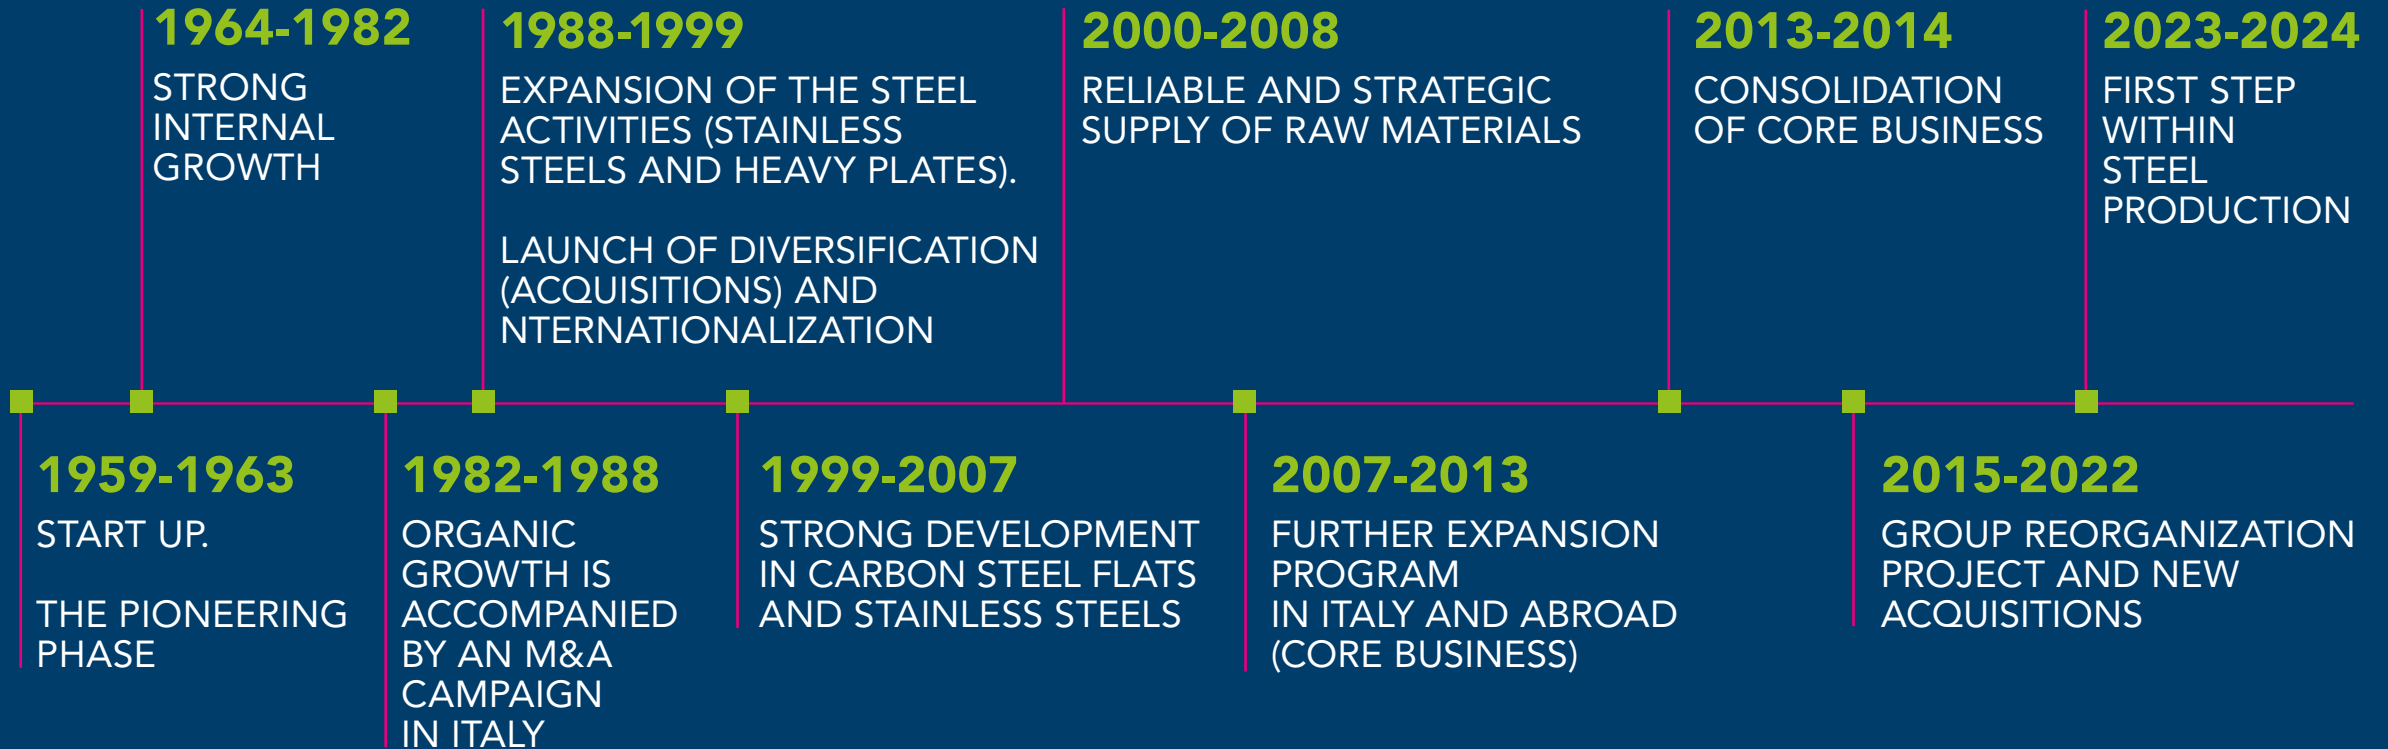 1964-1982
STRONG
INTERNAL
GROWTH
1988-1999
EXPANSION OF THE STEEL
ACTIVITIES (STAINLESS
STEELS AND HEAVY PLATES).
LAUNCH OF DIVERSIFICATION
(ACQUISITIONS) AND
NTERNATIONALIZATION
2000-2008
RELIABLE AND STRATEGIC
SUPPLY OF RAW MATERIALS
2013-2014
CONSOLIDATION
OF CORE BUSINESS
2023-2024
FIRST STEP
WITHIN
STEEL
PRODUCTION
1959-1963
START UP.
THE PIONEERING
PHASE
1982-1988
ORGANIC
GROWTH IS
ACCOMPANIED
BY AN M&A
CAMPAIGN
IN ITALY
1999-2007
STRONG DEVELOPMENT
IN CARBON STEEL FLATS
AND STAINLESS STEELS
2007-2013
FURTHER EXPANSION
PROGRAM
IN ITALY AND ABROAD
(CORE BUSINESS)
2015-2022
GROUP REORGANIZATION
PROJECT AND NEW
ACQUISITIONS